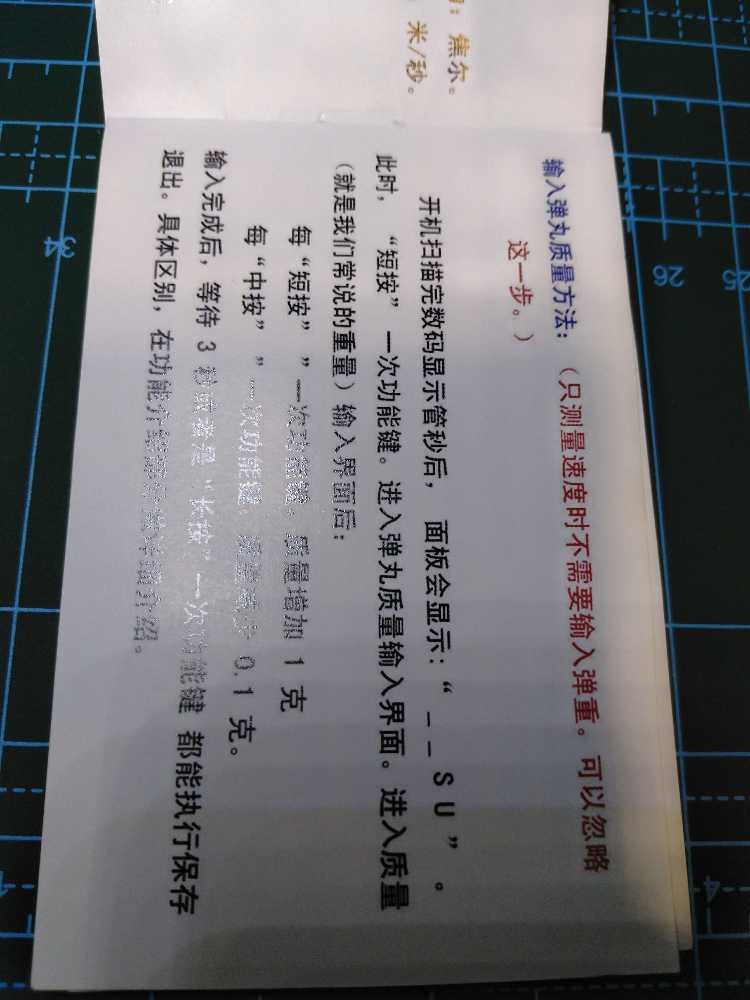 ：焦尔。
米/秒。
输入弹丸质量方法：（只测量速度时不需要输入弹重。可以忽略
这一步。）
开机扫描完数码显示管秒后，面板会显示：“__SU”。
此时，“短按”一次功能键。进入弹丸质量输入界面。进入质量
（就是我们常说的重量）输入界面后：
每“短按””一次功能键，质量增加 1 克
每“中按””一次功能键，质量减少 0.1 克。
输入完成后，等待 3 秒或者是“长按”一次功能键 都能执行保存
退出。具体区别，在功能介绍详细介绍。
34
26
25
4